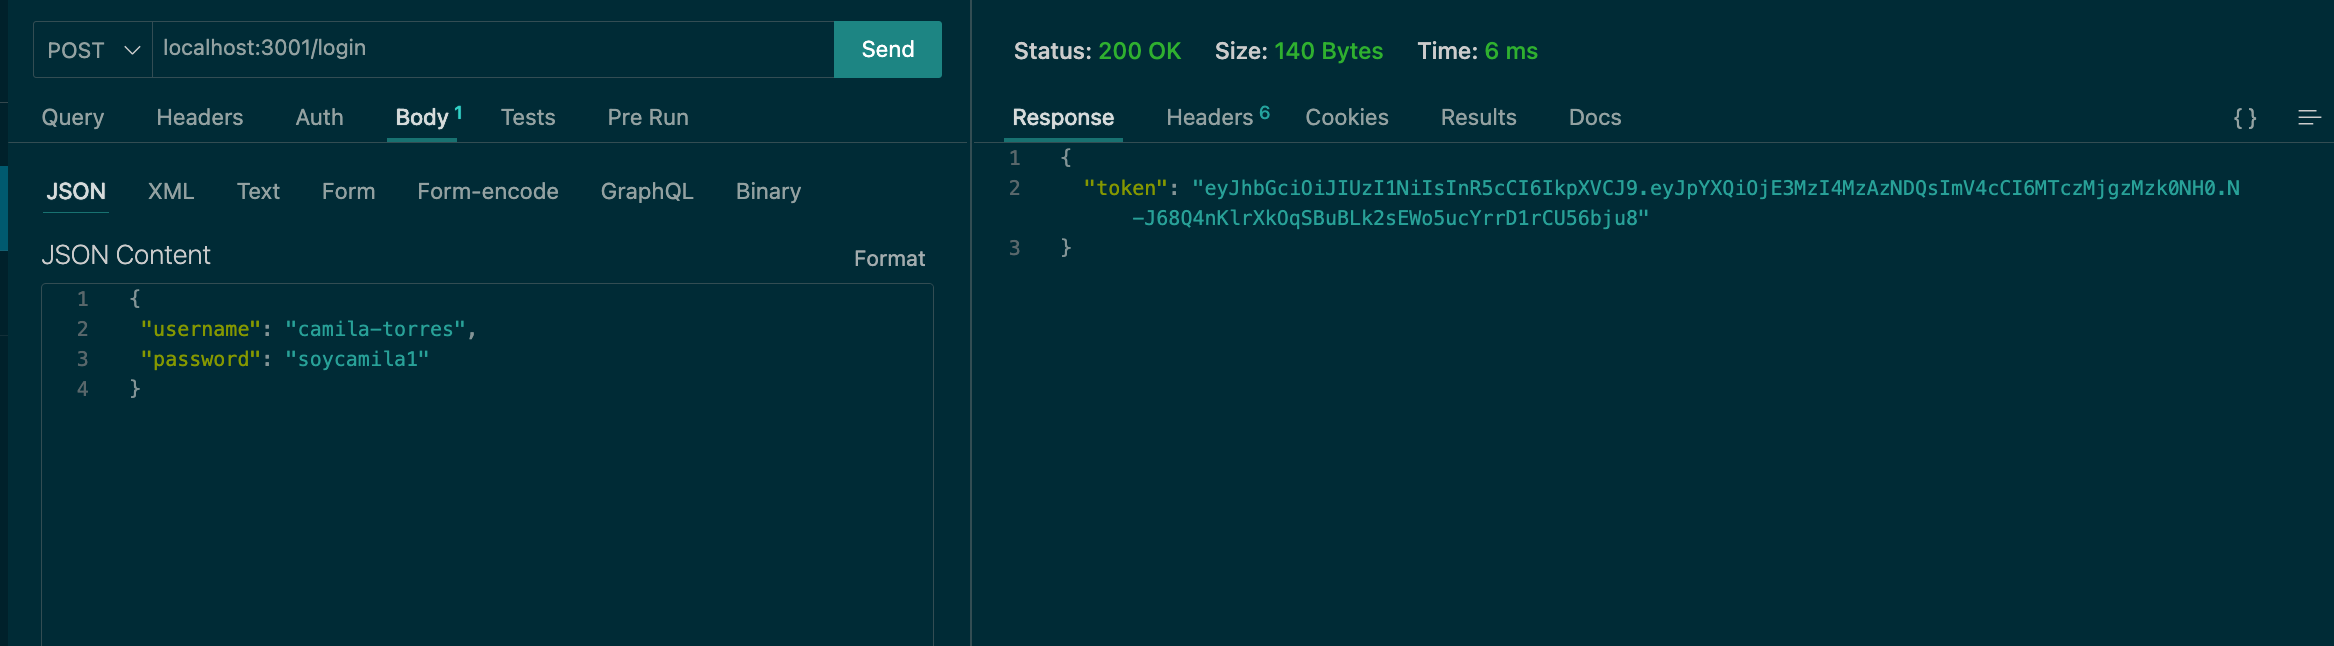 POST localhost:3001/login Send
Query Headers Auth Body 1 Tests Pre Run
JSON XML Text Form Form-encode GraphQL Binary
JSON Content Format
1 {
2 "username": "camila-torres",
3 "password": "soycamila1"
4 }
Status: 200 OK Size: 140 Bytes Time: 6 ms
Response Headers 6 Cookies Results Docs { }
1 {
2 "token": "eyJhbGciOiJIUzI1NiIsInR5cCI6IkpXVCJ9.eyJpYXQiOjE3MzI4MzAzNDQsImV4cCI6MTczMjgzMzk0NH0.N
-J68Q4nKlrXkOqSBuBLk2sEWo5ucYrrD1rCU56bju8"
3 }